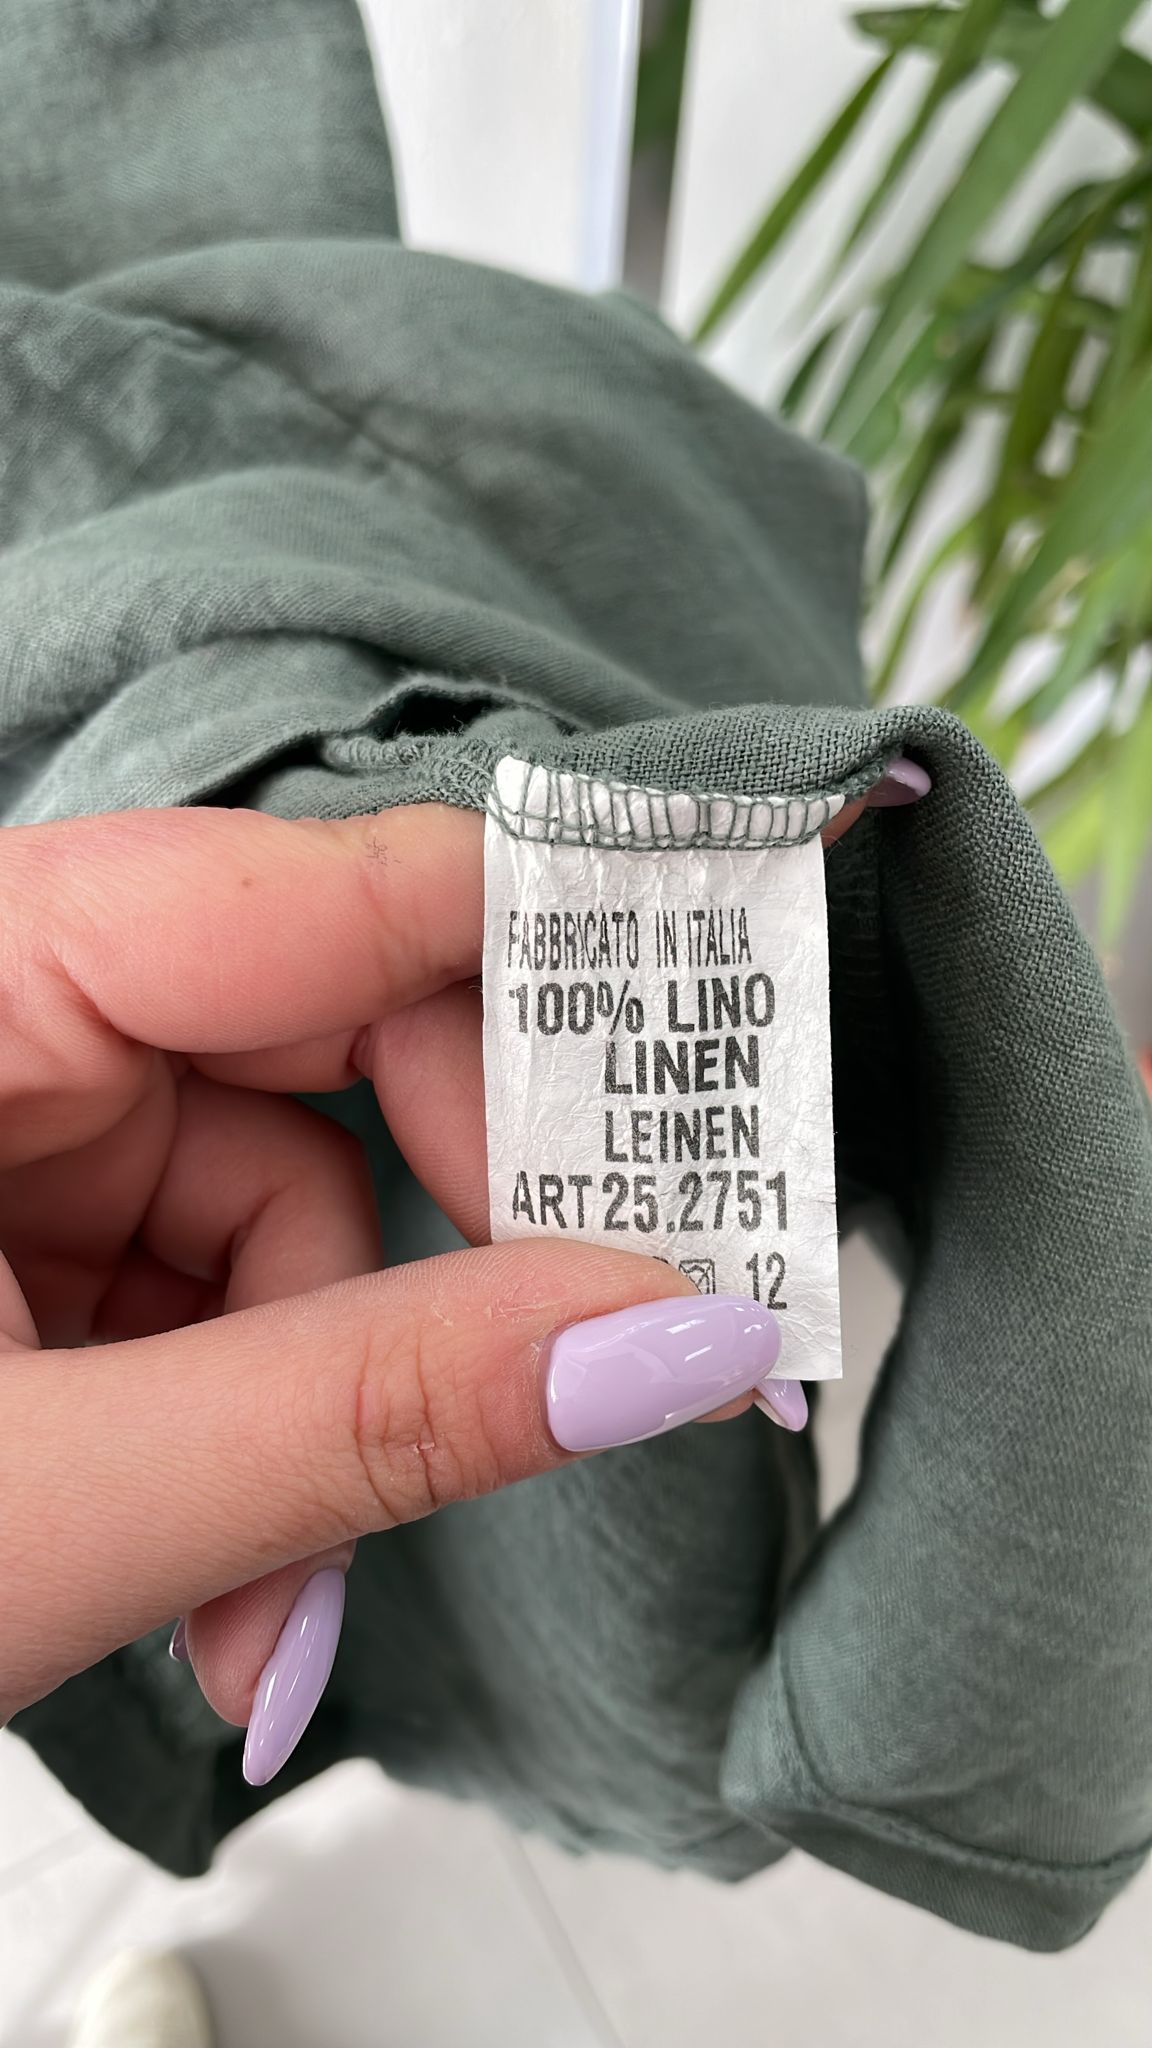 FABBRICATO IN ITALIA
100% LINO
LINEN
LEINEN
ART 25.2751
12